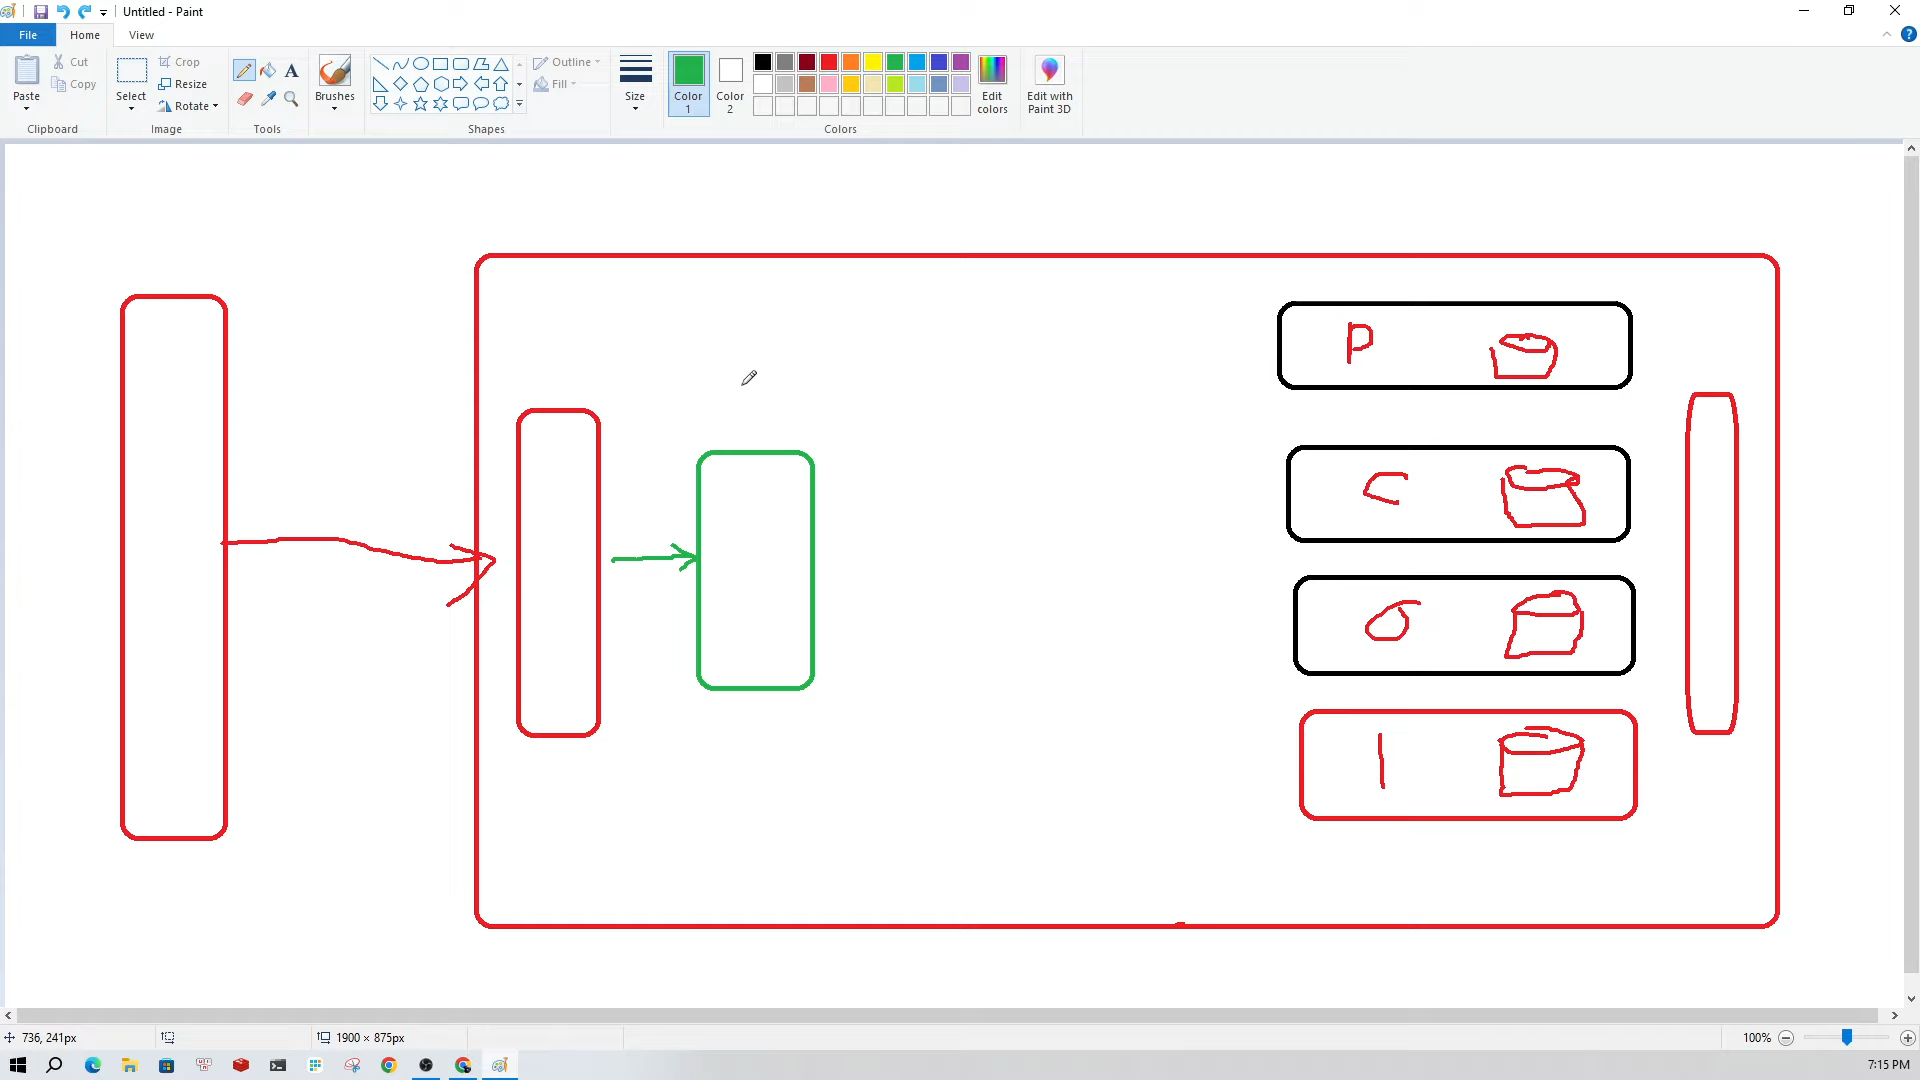 Untitled - Paint
File Home View
Paste
Cut
Copy
Clipboard
Select
Crop
Resize
Rotate
Image
Tools
Brushes
Shapes
Outline
Fill
Size
Color 1
Color 2
Colors
Edit colors
Edit with Paint 3D
P
C
1
736, 241px
1900 × 875px
100%
7:15 PM